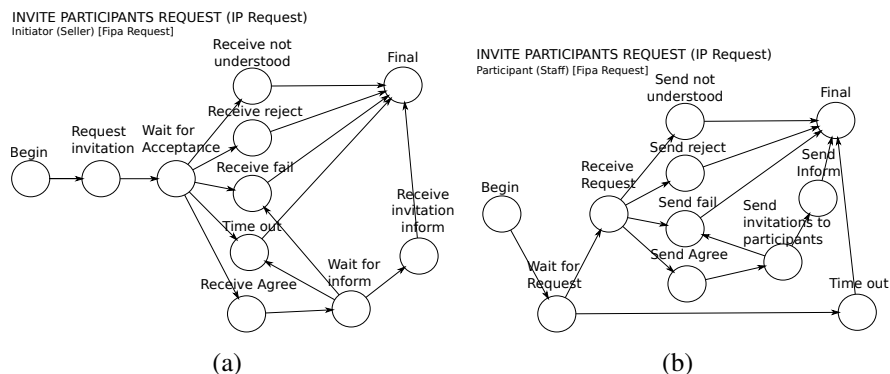 INVITE PARTICIPANTS REQUEST (IP Request)
Initiator (Seller) [Fipa Request]
Receive not
understood
Final
Receive reject
Request
invitation
Wait for
Acceptance
Begin
Receive fail
Receive
invitation
inform
Time out
Wait for
inform
Receive Agree
(a)
INVITE PARTICIPANTS REQUEST (IP Request)
Participant (Staff) [Fipa Request]
Send not
understood
Final
Send reject
Send
Inform
Receive
Request
Begin
Send fail
Send
invitations to
participants
Send Agree
Wait for
Request
Time out
(b)